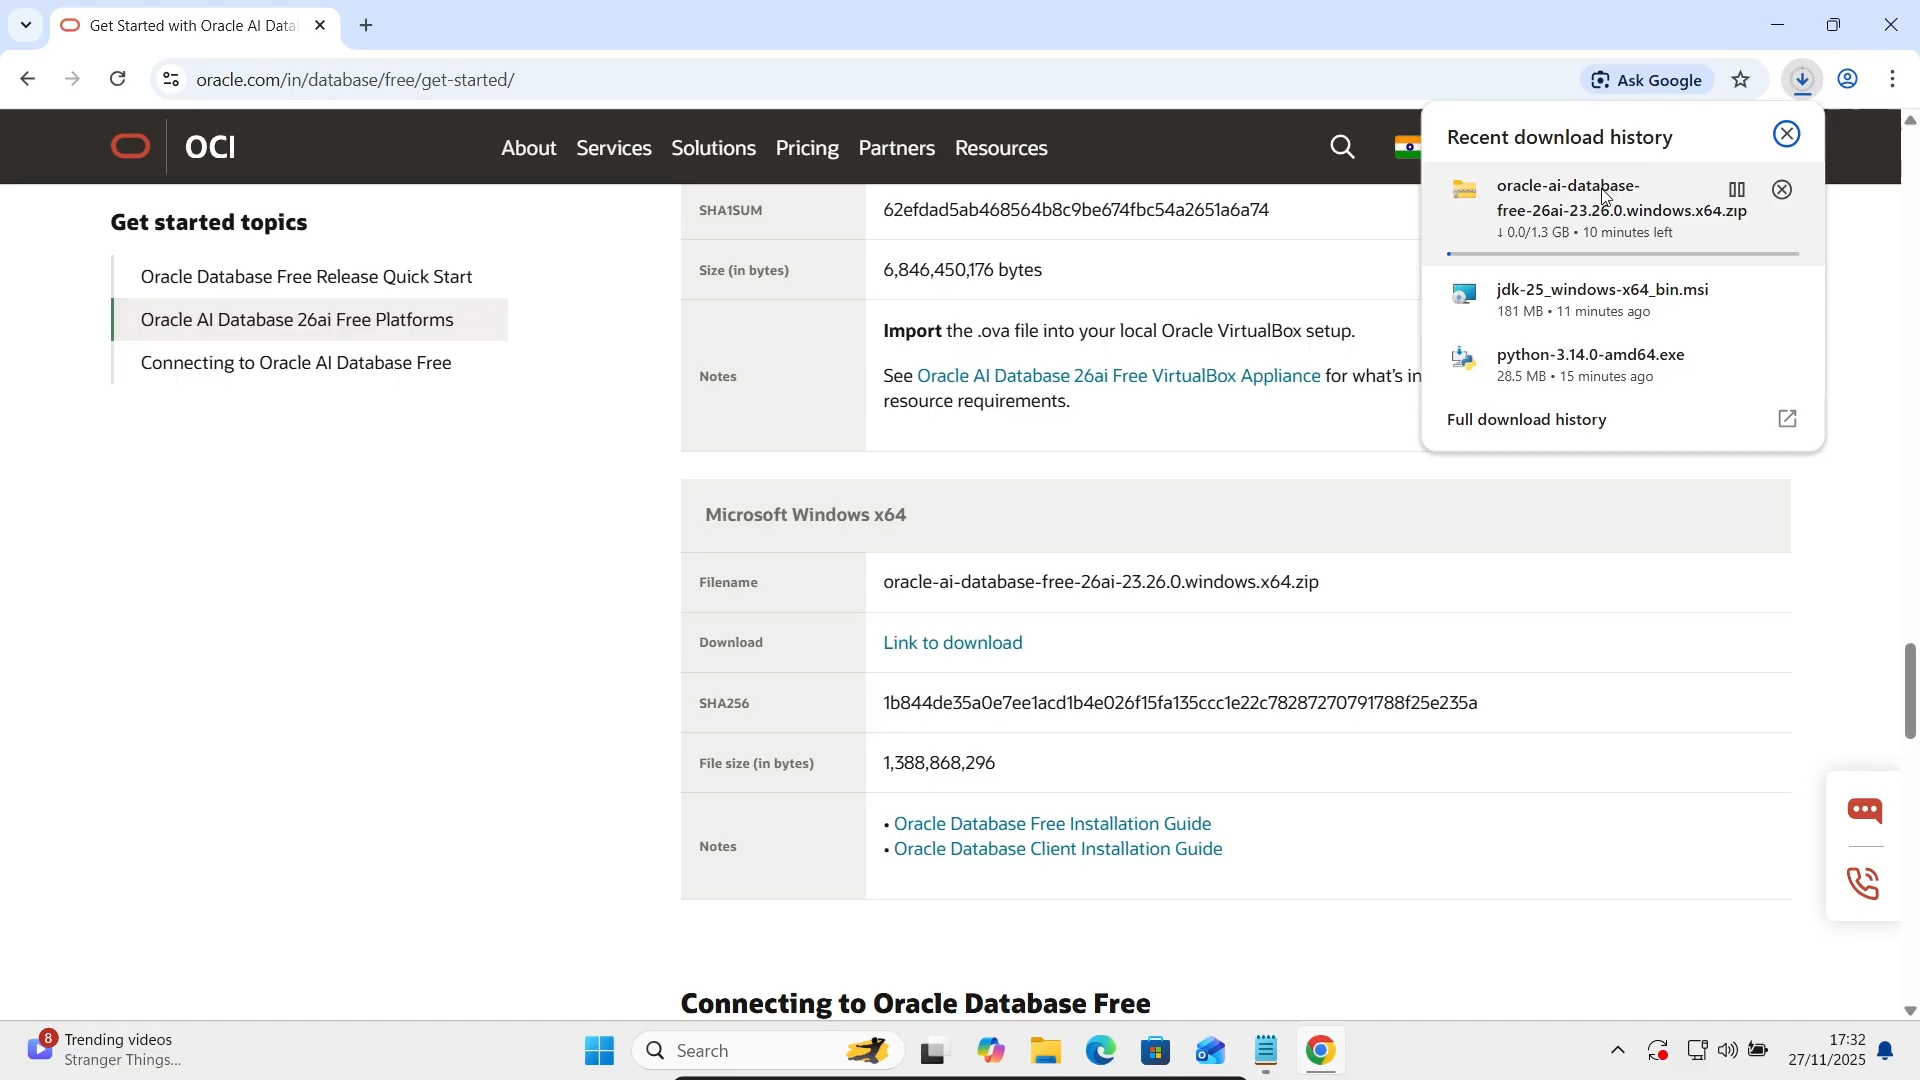 Get Started with Oracle AI Data
oracle.com/in/database/free/get-started/
Ask Google
OCI
About Services Solutions Pricing Partners Resources
Recent download history
oracle-ai-database-
free-26ai-23.26.0.windows.x64.zip
↓ 0.0/1.3 GB • 10 minutes left
jdk-25_windows-x64_bin.msi
181 MB • 11 minutes ago
python-3.14.0-amd64.exe
28.5 MB • 15 minutes ago
Full download history
Get started topics
Oracle Database Free Release Quick Start
Oracle AI Database 26ai Free Platforms
Connecting to Oracle AI Database Free
SHA1SUM
62efdad5ab468564b8c9be674fbc54a2651a6a74
Size (in bytes)
6,846,450,176 bytes
Notes
Import the .ova file into your local Oracle VirtualBox setup.
See Oracle AI Database 26ai Free VirtualBox Appliance for what's in
resource requirements.
Microsoft Windows x64
Filename
oracle-ai-database-free-26ai-23.26.0.windows.x64.zip
Download
Link to download
SHA256
1b844de35a0e7ee1acd1b4e026f15fa135ccc1e22c78287270791788f25e235a
File size (in bytes)
1,388,868,296
Notes
• Oracle Database Free Installation Guide
• Oracle Database Client Installation Guide
Connecting to Oracle Database Free
8
Trending videos
Stranger Things...
Search
17:32
27/11/2025